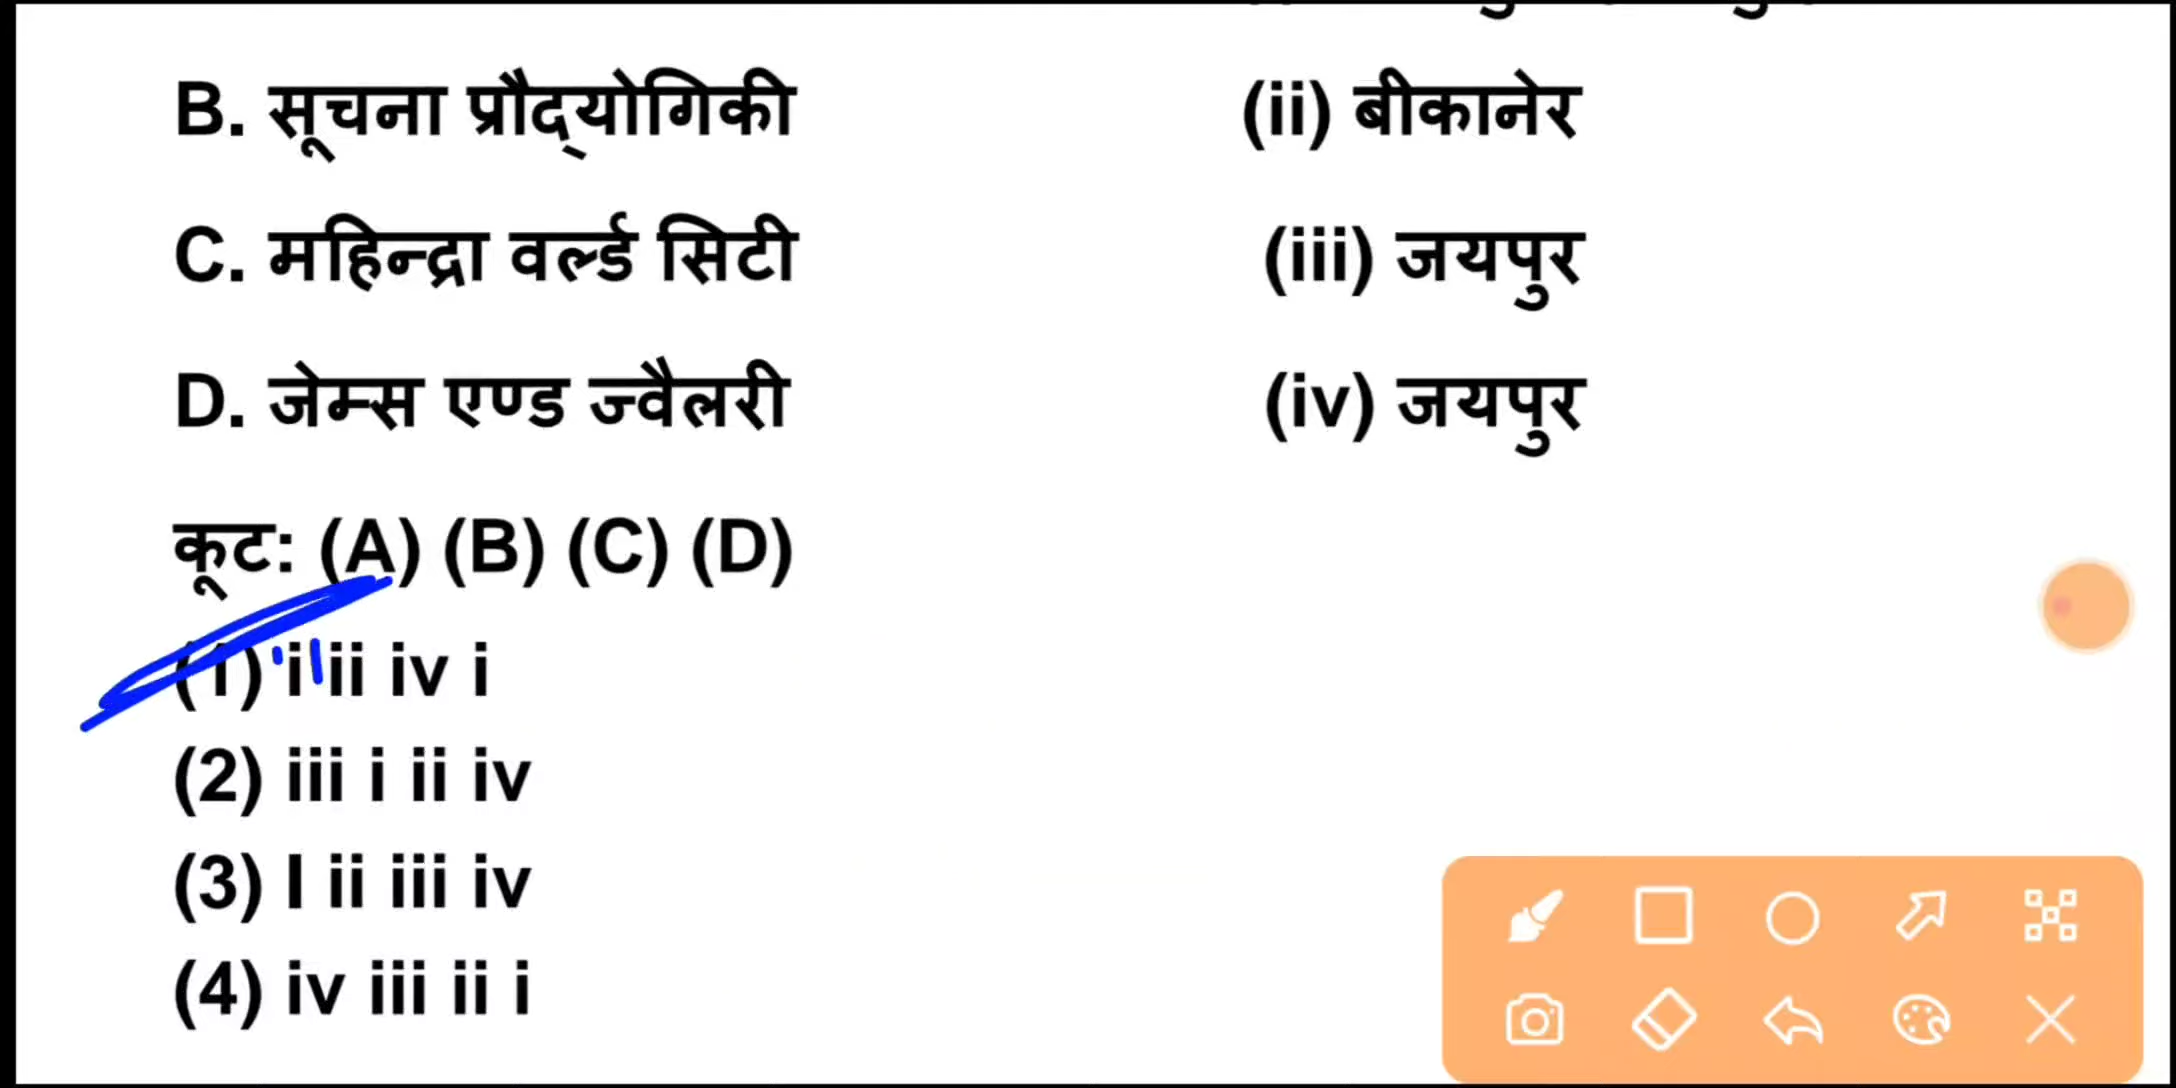 B. सूचना प्रौद्‌योगिकी (ii) बीकानेर
C. महिन्द्रा वर्ल्ड सिटी (iii) जयपुर
D. जेम्स एण्ड ज्वैलरी (iv) जयपुर
कूट: (A) (B) (C) (D)
(1) i iii iv i
(2) iii i ii iv
(3) I ii iii iv
(4) iv iii ii i